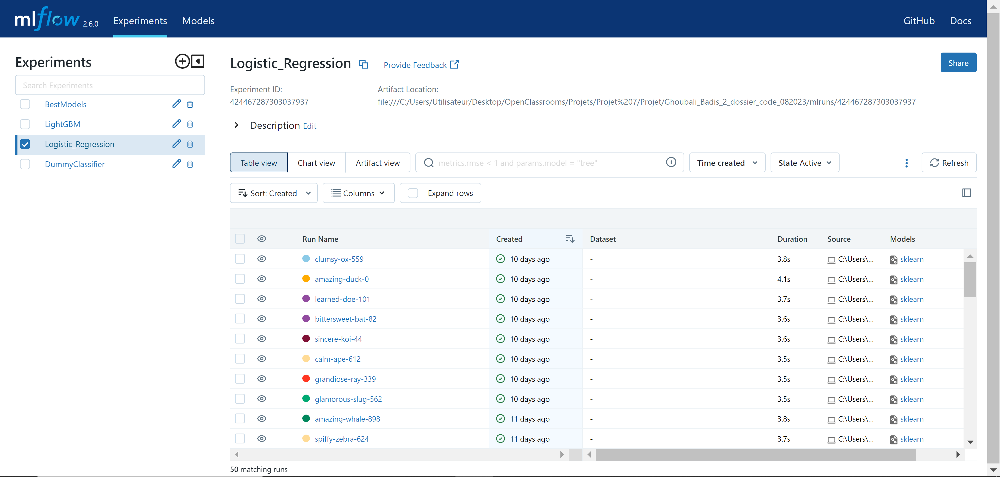 mlflow 2.6.0 Experiments Models GitHub Docs
Experiments
Search Experiments
BestModels
LightGBM
Logistic_Regression
DummyClassifier
Logistic_Regression Provide Feedback Share
Experiment ID: Artifact Location:
424467287303037937 file:///C:/Users/Utilisateur/Desktop/OpenClassrooms/Projets/Projet%207/Projet/Ghoubali_Badis_2_dossier_code_082023/mlruns/424467287303037937
Description Edit
Table view Chart view Artifact view metrics.rmse < 1 and params.model = "tree" Time created State Active Refresh
Sort: Created Columns Expand rows
Run Name Created Dataset Duration Source Models
clumsy-ox-559 10 days ago - 3.8s C:\Users\... sklearn
amazing-duck-0 10 days ago - 4.1s C:\Users\... sklearn
learned-doe-101 10 days ago - 3.7s C:\Users\... sklearn
bittersweet-bat-82 10 days ago - 3.6s C:\Users\... sklearn
sincere-koi-44 10 days ago - 3.6s C:\Users\... sklearn
calm-ape-612 10 days ago - 3.5s C:\Users\... sklearn
grandiose-ray-339 10 days ago - 3.5s C:\Users\... sklearn
glamorous-slug-562 10 days ago - 3.5s C:\Users\... sklearn
amazing-whale-898 11 days ago - 3.8s C:\Users\... sklearn
spiffy-zebra-624 11 days ago - 3.7s C:\Users\... sklearn
50 matching runs